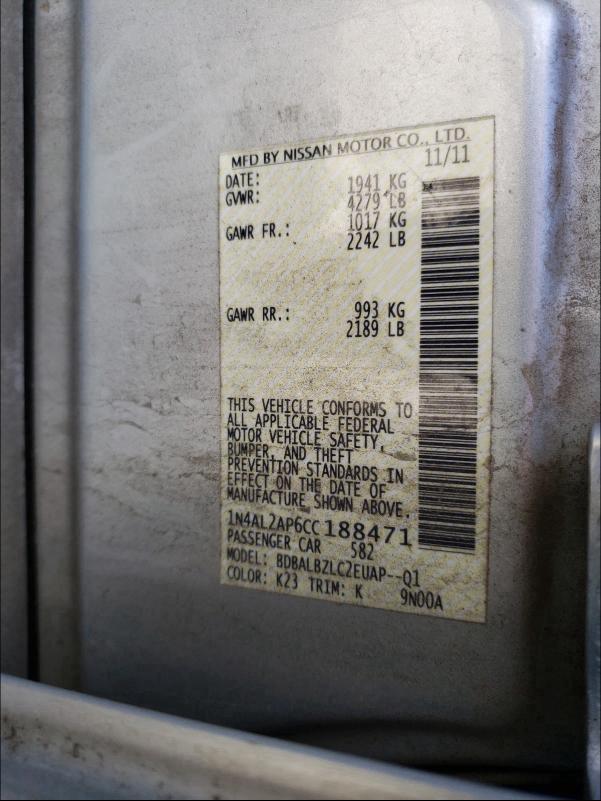 MFD BY NISSAN MOTOR CO., LTD.
DATE: 11/11
GVWR: 1941 KG
4279 LB
GAWR FR.: 1017 KG
2242 LB
GAWR RR.: 993 KG
2189 LB
THIS VEHICLE CONFORMS TO
ALL APPLICABLE FEDERAL
MOTOR VEHICLE SAFETY,
BUMPER, AND THEFT
PREVENTION STANDARDS IN
EFFECT ON THE DATE OF
MANUFACTURE SHOWN ABOVE.
1N4AL2AP6CC188471
PASSENGER CAR 582
MODEL: BDBALBZLC2EUAP--Q1
COLOR: K23 TRIM: K 9N00A